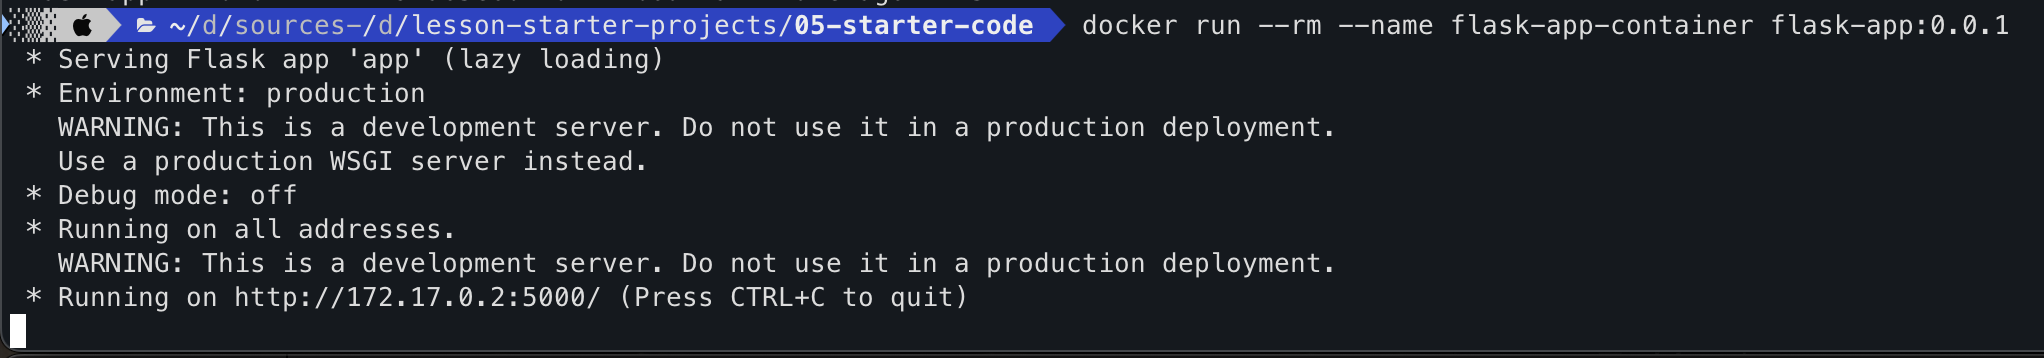 ~/d/sources-/d/lesson-starter-projects/05-starter-code docker run --rm --name flask-app-container flask-app:0.0.1
* Serving Flask app 'app' (lazy loading)
* Environment: production
WARNING: This is a development server. Do not use it in a production deployment.
Use a production WSGI server instead.
* Debug mode: off
* Running on all addresses.
WARNING: This is a development server. Do not use it in a production deployment.
* Running on http://172.17.0.2:5000/ (Press CTRL+C to quit)